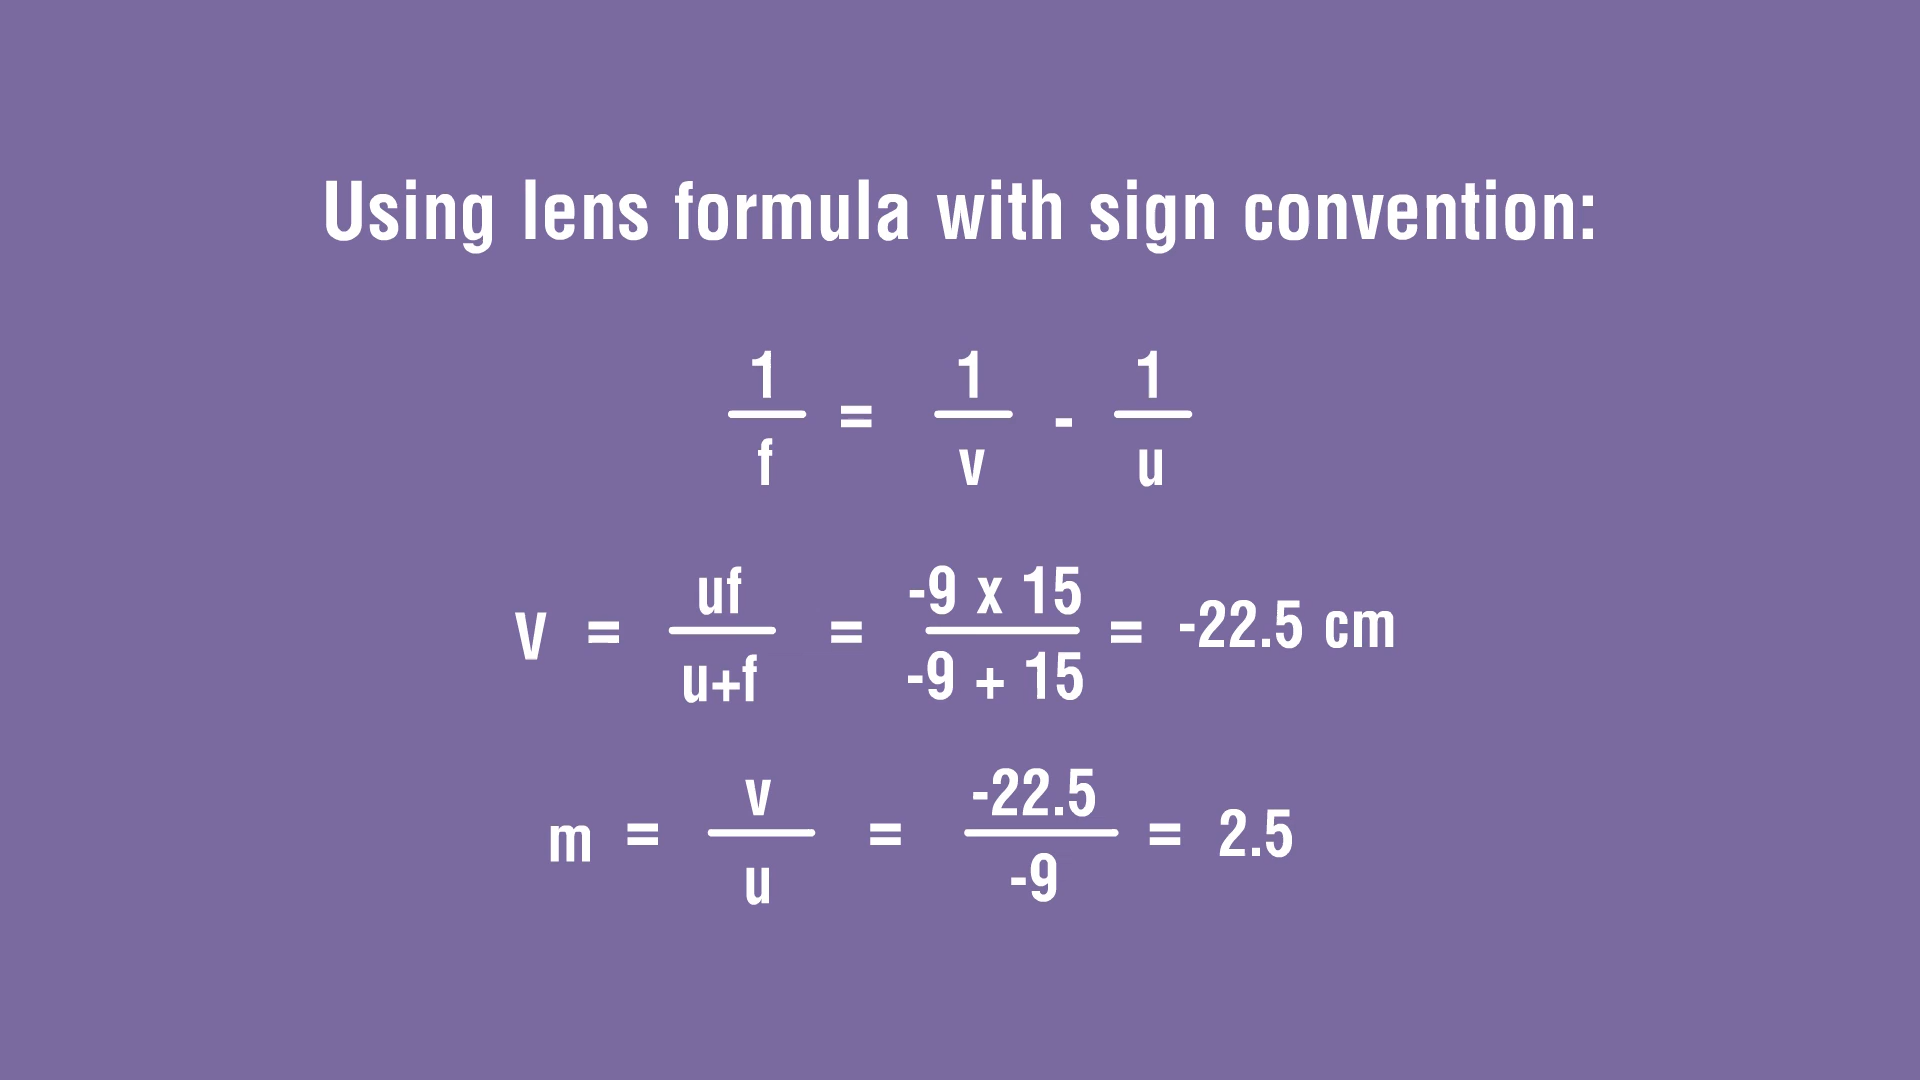 Using lens formula with sign convention:
1/f = 1/v - 1/u
V = uf/u+f = -9 x 15/-9 + 15 = -22.5 cm
m = v/u = -22.5/-9 = 2.5